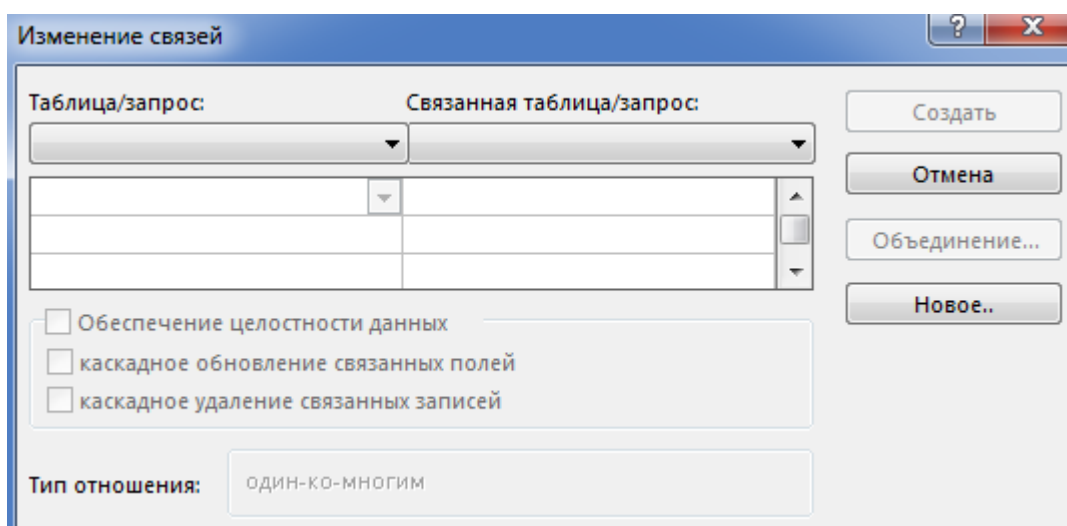 Изменение связей
Таблица/запрос: Связанная таблица/запрос:
Создать
Отмена
Объединение...
Новое..
Обеспечение целостности данных
каскадное обновление связанных полей
каскадное удаление связанных записей
Тип отношения: один-ко-многим